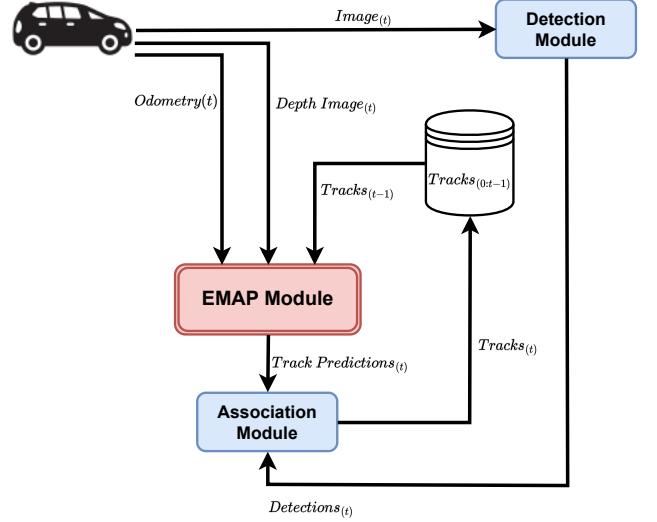 Image(t)
Detection
Module
Odometry(t)
Depth Image(t)
Tracks(t−1)
Tracks(0:t−1)
EMAP Module
Tracks(t)
Track Predictions(t)
Association
Module
Detections(t)